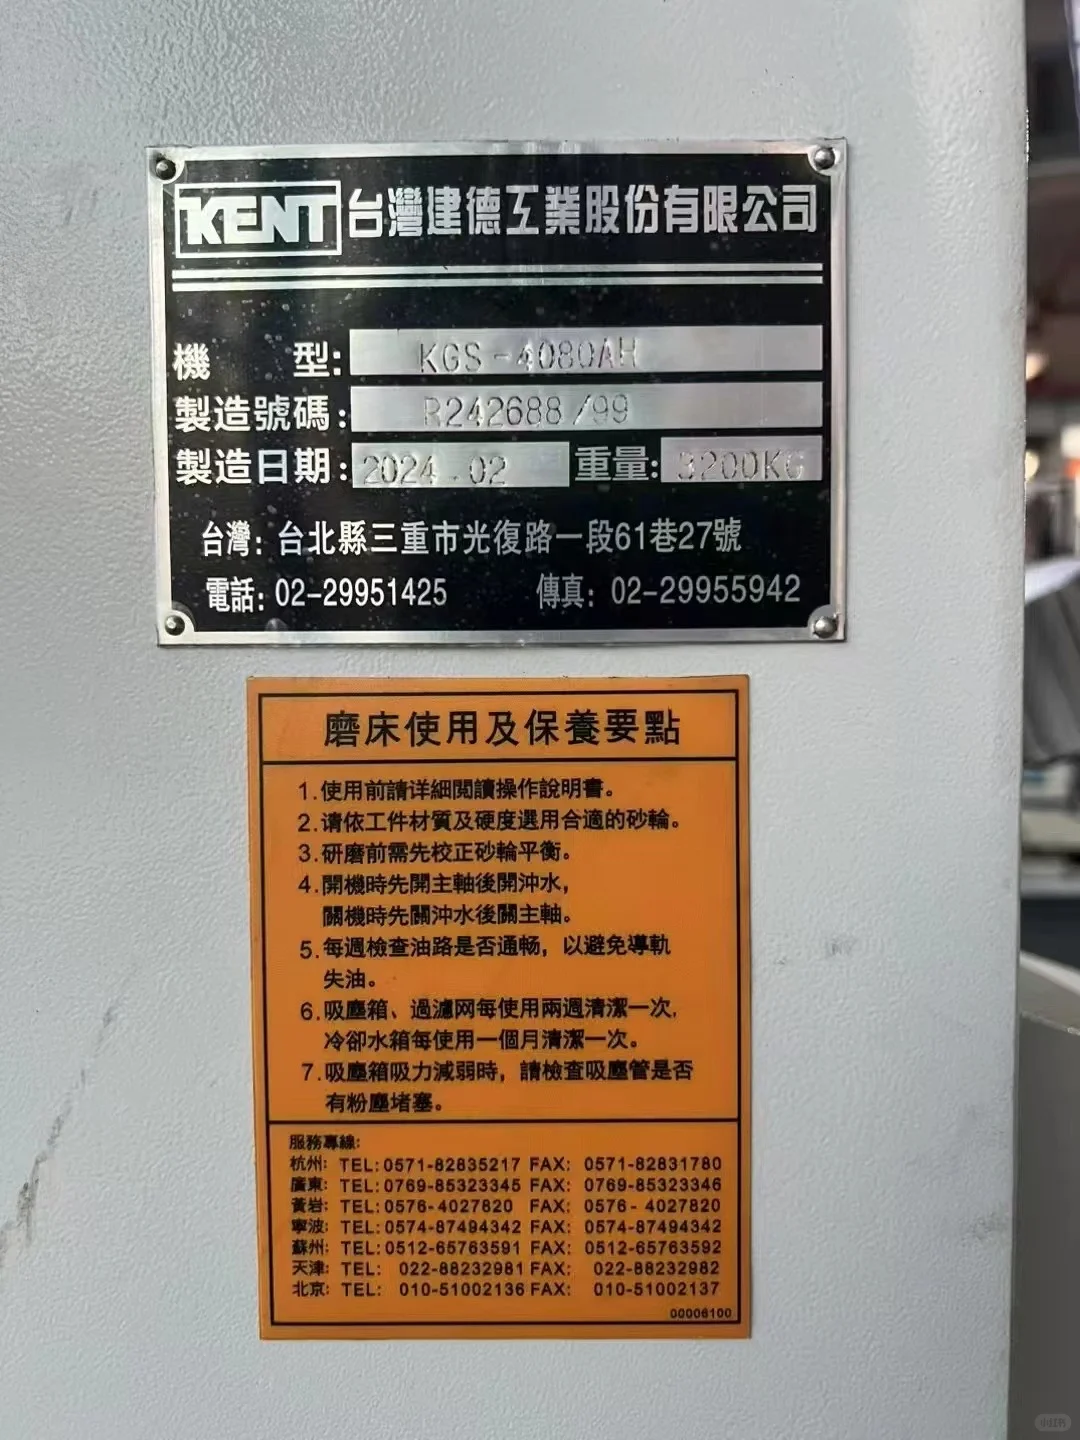 KENT 台灣建德工業股份有限公司
機 型: KGS-4080AH
製造號碼: R242688/99
製造日期: 2024.02 重量: 3200KG
台灣: 台北縣三重市光復路一段61巷27號
電話: 02-29951425 傳真: 02-29955942
磨床使用及保養要點
1.使用前請详細閲讀操作說明書。
2.请依工件材質及硬度選用合適的砂輪。
3.研磨前需先校正砂輪平衡。
4.開機時先開主軸後開沖水，
關機時先關沖水後關主軸。
5.每週檢查油路是否通畅，以避免導軌
失油。
6.吸塵箱、過濾网每使用兩週清潔一次，
冷卻水箱每使用一個月清潔一次。
7.吸塵箱吸力減弱時，請檢查吸塵管是否
有粉塵堵塞。
服務專線:
杭州: TEL:0571-82835217 FAX: 0571-82831780
廣東: TEL:0769-85323345 FAX: 0769-85323346
黃岩: TEL:0576-4027820 FAX: 0576-4027820
寧波: TEL:0574-87494342 FAX: 0574-87494342
蘇州: TEL:0512-65763591 FAX: 0512-65763592
天津: TEL: 022-88232981 FAX: 022-88232982
北京: TEL: 010-51002136 FAX: 010-51002137
00006100